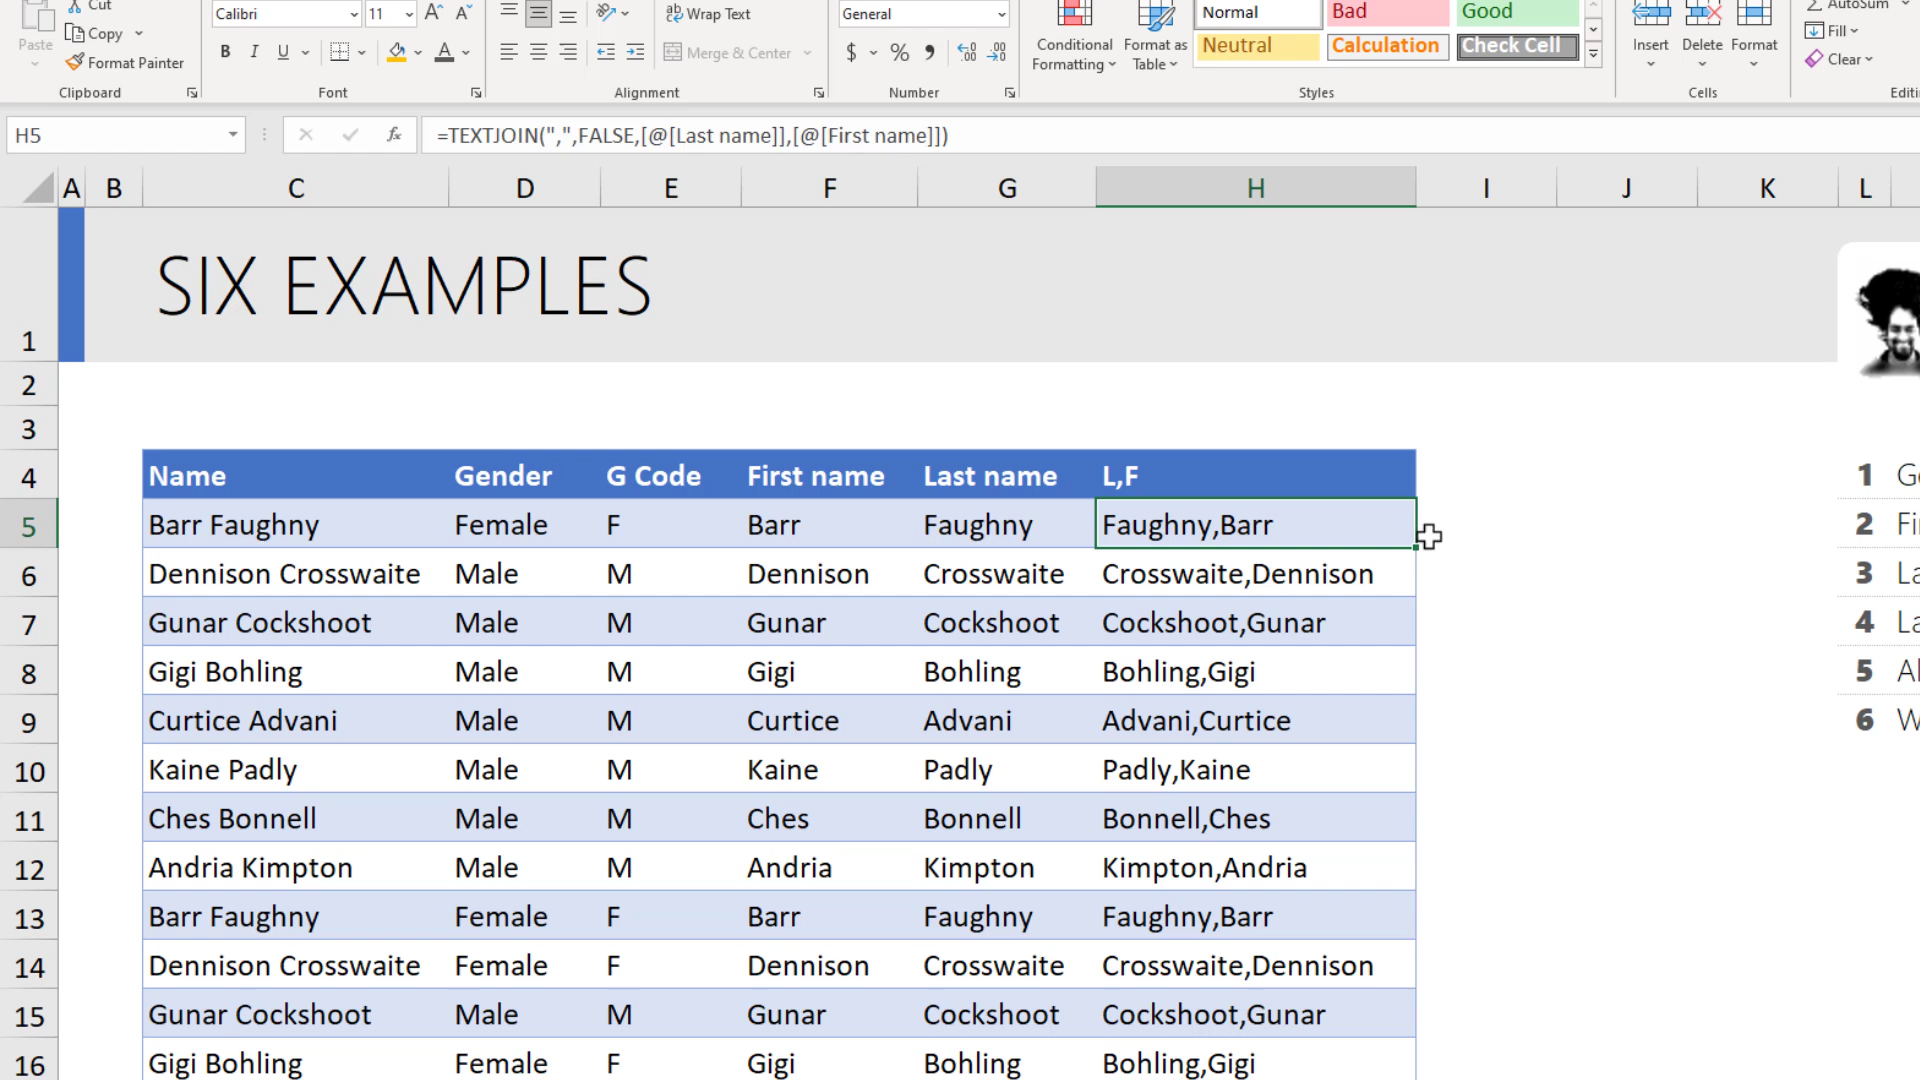 Cut
Calibri 11 Wrap Text General Normal Bad Good AutoSum
Paste Copy
B I U Merge & Center $ % Conditional Formatting Format as Table Neutral Calculation Check Cell Insert Delete Format Fill
Format Painter Clear
Clipboard Font Alignment Number Styles Cells
H5 fx =TEXTJOIN(",",FALSE,[@[Last name]],[@[First name]])
A B C D E F G H I J K L
1 SIX EXAMPLES
2
3
4 Name Gender G Code First name Last name L,F 1
5 Barr Faughny Female F Barr Faughny Faughny,Barr 2
6 Dennison Crosswaite Male M Dennison Crosswaite Crosswaite,Dennison 3
7 Gunar Cockshoot Male M Gunar Cockshoot Cockshoot,Gunar 4
8 Gigi Bohling Male M Gigi Bohling Bohling,Gigi 5
9 Curtice Advani Male M Curtice Advani Advani,Curtice 6
10 Kaine Padly Male M Kaine Padly Padly,Kaine
11 Ches Bonnell Male M Ches Bonnell Bonnell,Ches
12 Andria Kimpton Male M Andria Kimpton Kimpton,Andria
13 Barr Faughny Female F Barr Faughny Faughny,Barr
14 Dennison Crosswaite Female F Dennison Crosswaite Crosswaite,Dennison
15 Gunar Cockshoot Male M Gunar Cockshoot Cockshoot,Gunar
16 Gigi Bohling Female F Gigi Bohling Bohling,Gigi